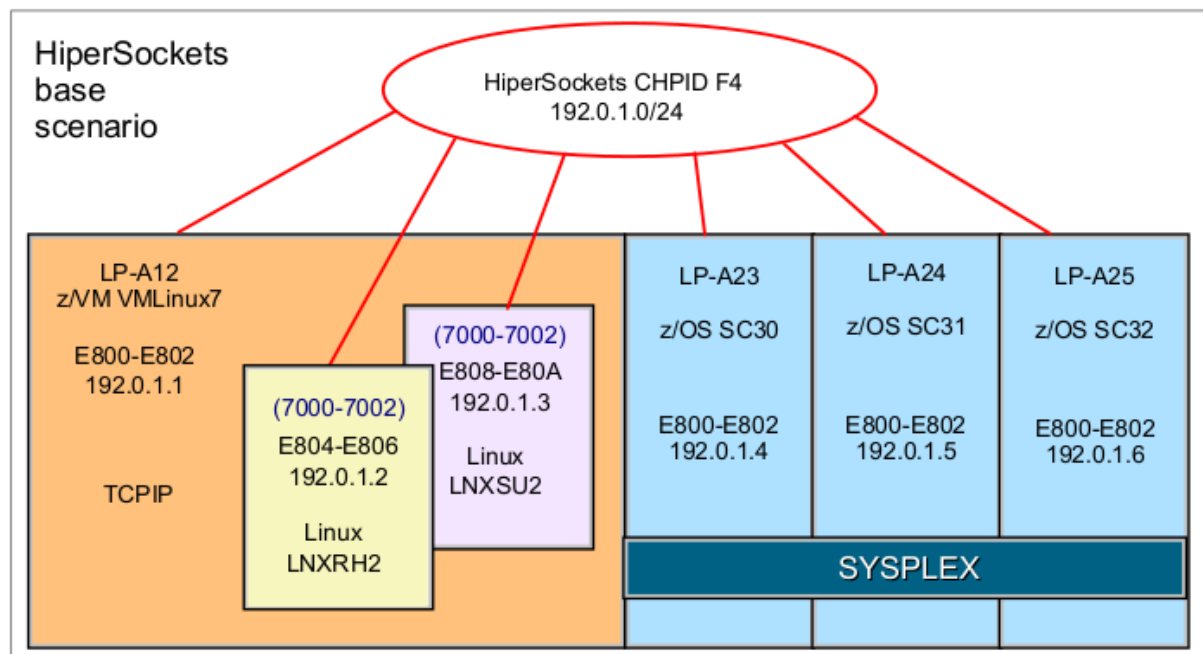 HiperSockets
base
scenario
HiperSockets CHPID F4
192.0.1.0/24
LP-A12
z/VM VMLinux7
E800-E802
192.0.1.1
TCPIP
(7000-7002)
E804-E806
192.0.1.2
Linux
LNXRH2
(7000-7002)
E808-E80A
192.0.1.3
Linux
LNXSU2
LP-A23
z/OS SC30
E800-E802
192.0.1.4
LP-A24
z/OS SC31
E800-E802
192.0.1.5
LP-A25
z/OS SC32
E800-E802
192.0.1.6
SYSPLEX